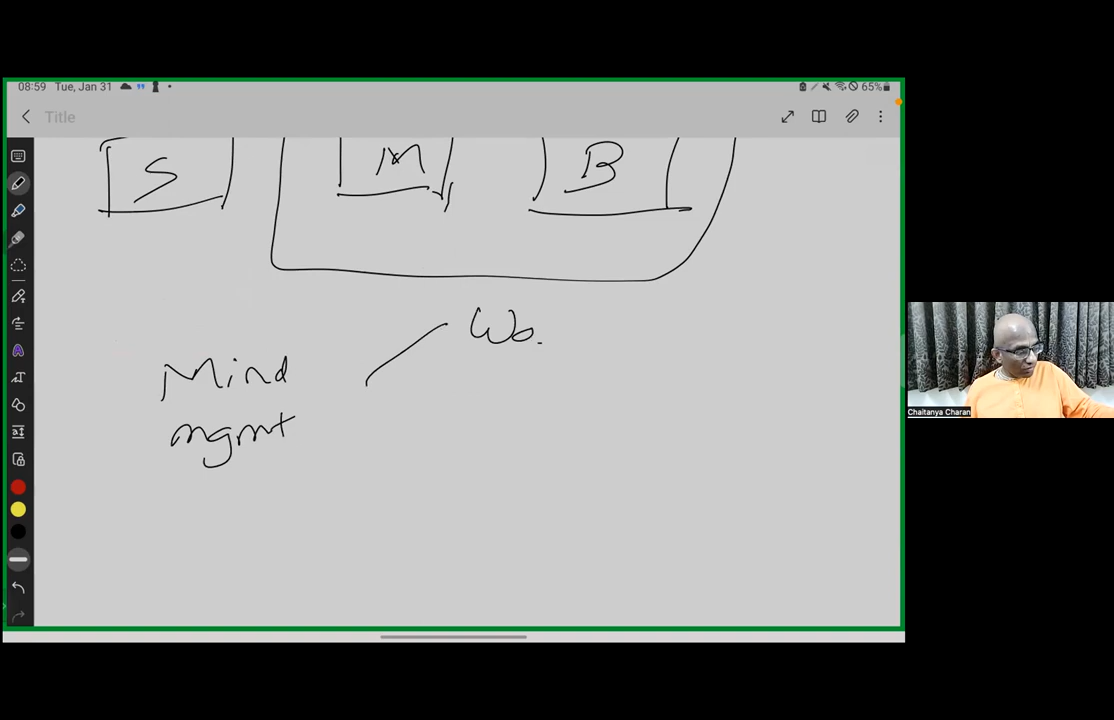 08:59 Tue, Jan 31 65%
Title
S M B
Wo.
Mind
mgmt
Chaitanya Charan